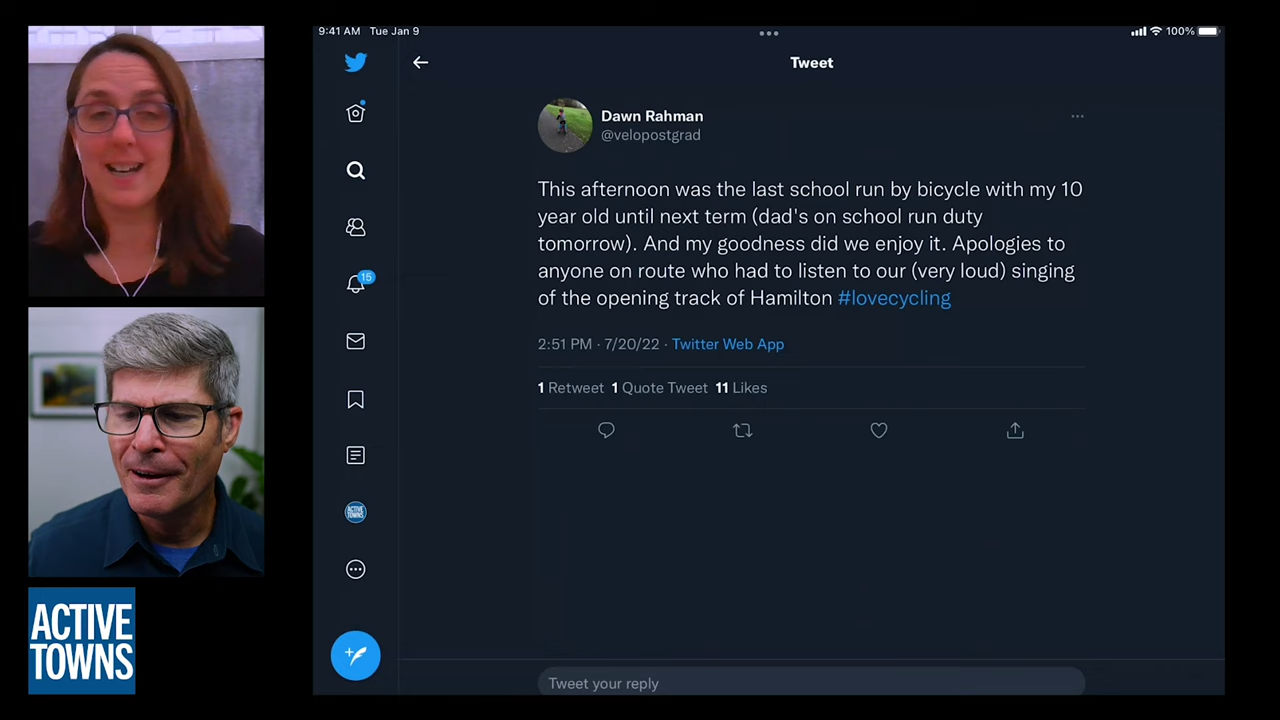 9:41 AM Tue Jan 9
100%
Tweet
Dawn Rahman
@velopostgrad
This afternoon was the last school run by bicycle with my 10
year old until next term (dad's on school run duty
tomorrow). And my goodness did we enjoy it. Apologies to
anyone on route who had to listen to our (very loud) singing
of the opening track of Hamilton #lovecycling
15
2:51 PM · 7/20/22 · Twitter Web App
1 Retweet 1 Quote Tweet 11 Likes
ACTIVE
TOWNS
Tweet your reply
ACTIVE
TOWNS